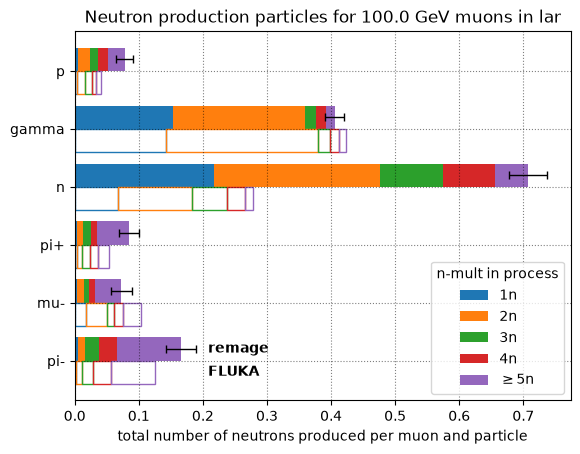 Neutron production particles for 100.0 GeV muons in lar
p
gamma
n
pi+
mu-
pi-
remage
FLUKA
n-mult in process
1n
2n
3n
4n
≥5n
0.0 0.1 0.2 0.3 0.4 0.5 0.6 0.7
total number of neutrons produced per muon and particle